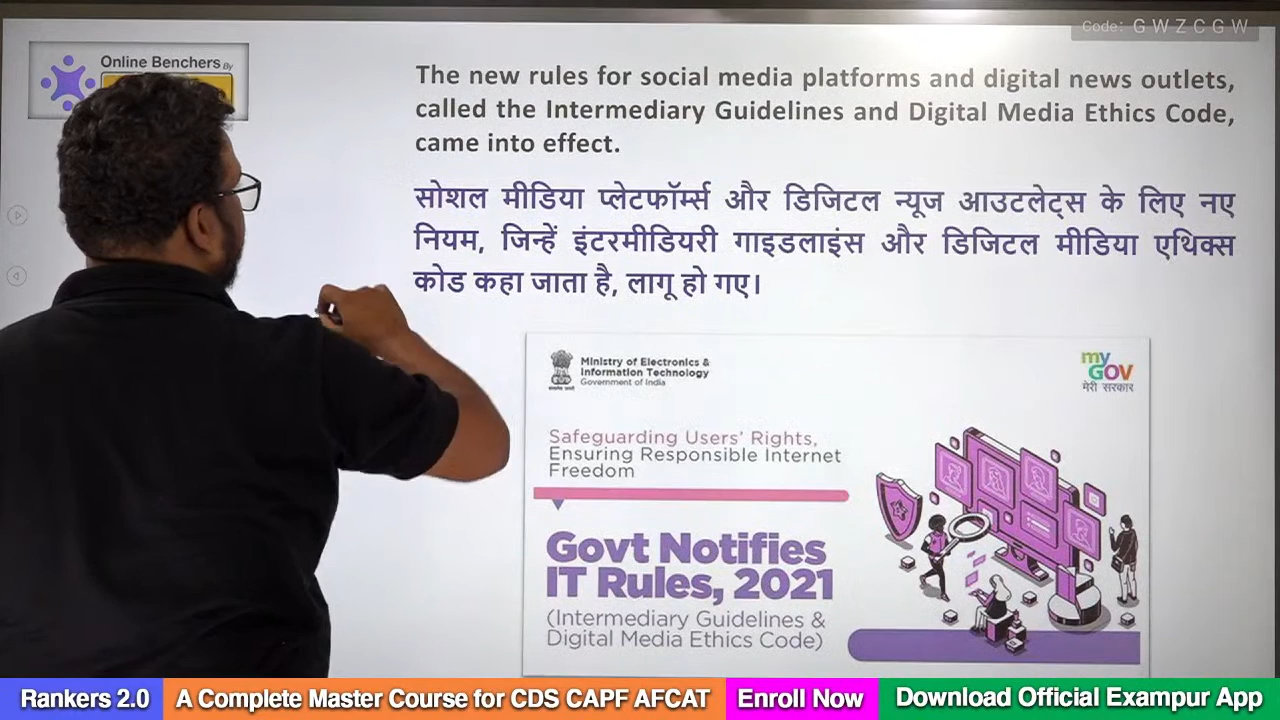 Code: G W Z C G W
Online Benchers By
The new rules for social media platforms and digital news outlets,
called the Intermediary Guidelines and Digital Media Ethics Code,
came into effect.
सोशल मीडिया प्लेटफॉर्म्स और डिजिटल न्यूज आउटलेट्स के लिए नए
नियम, जिन्हें इंटरमीडियरी गाइडलाइंस और डिजिटल मीडिया एथिक्स
कोड कहा जाता है, लागू हो गए।
Ministry of Electronics &
Information Technology
Government of India
my
GOV
मेरी सरकार
Safeguarding Users' Rights,
Ensuring Responsible Internet
Freedom
Govt Notifies
IT Rules, 2021
(Intermediary Guidelines &
Digital Media Ethics Code)
Rankers 2.0 A Complete Master Course for CDS CAPF AFCAT Enroll Now Download Official Exampur App